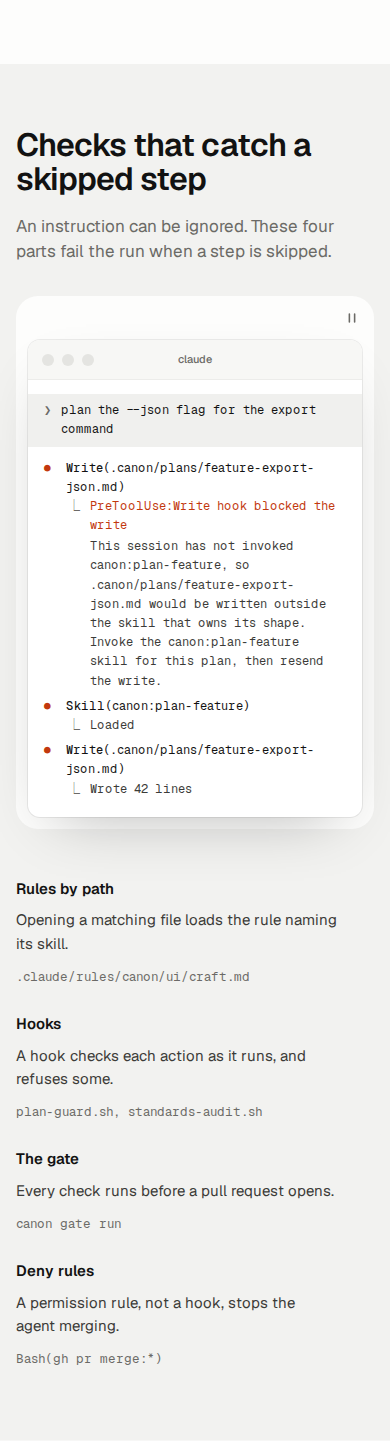 Checks that catch a
skipped step
An instruction can be ignored. These four
parts fail the run when a step is skipped.
claude
❯ plan the --json flag for the export
command
● Write(.canon/plans/feature-export-
json.md)
⎿ PreToolUse:Write hook blocked the
write
This session has not invoked
canon:plan-feature, so
.canon/plans/feature-export-
json.md would be written outside
the skill that owns its shape.
Invoke the canon:plan-feature
skill for this plan, then resend
the write.
● Skill(canon:plan-feature)
⎿ Loaded
● Write(.canon/plans/feature-export-
json.md)
⎿ Wrote 42 lines
Rules by path
Opening a matching file loads the rule naming
its skill.
.claude/rules/canon/ui/craft.md
Hooks
A hook checks each action as it runs, and
refuses some.
plan-guard.sh, standards-audit.sh
The gate
Every check runs before a pull request opens.
canon gate run
Deny rules
A permission rule, not a hook, stops the
agent merging.
Bash(gh pr merge:*)